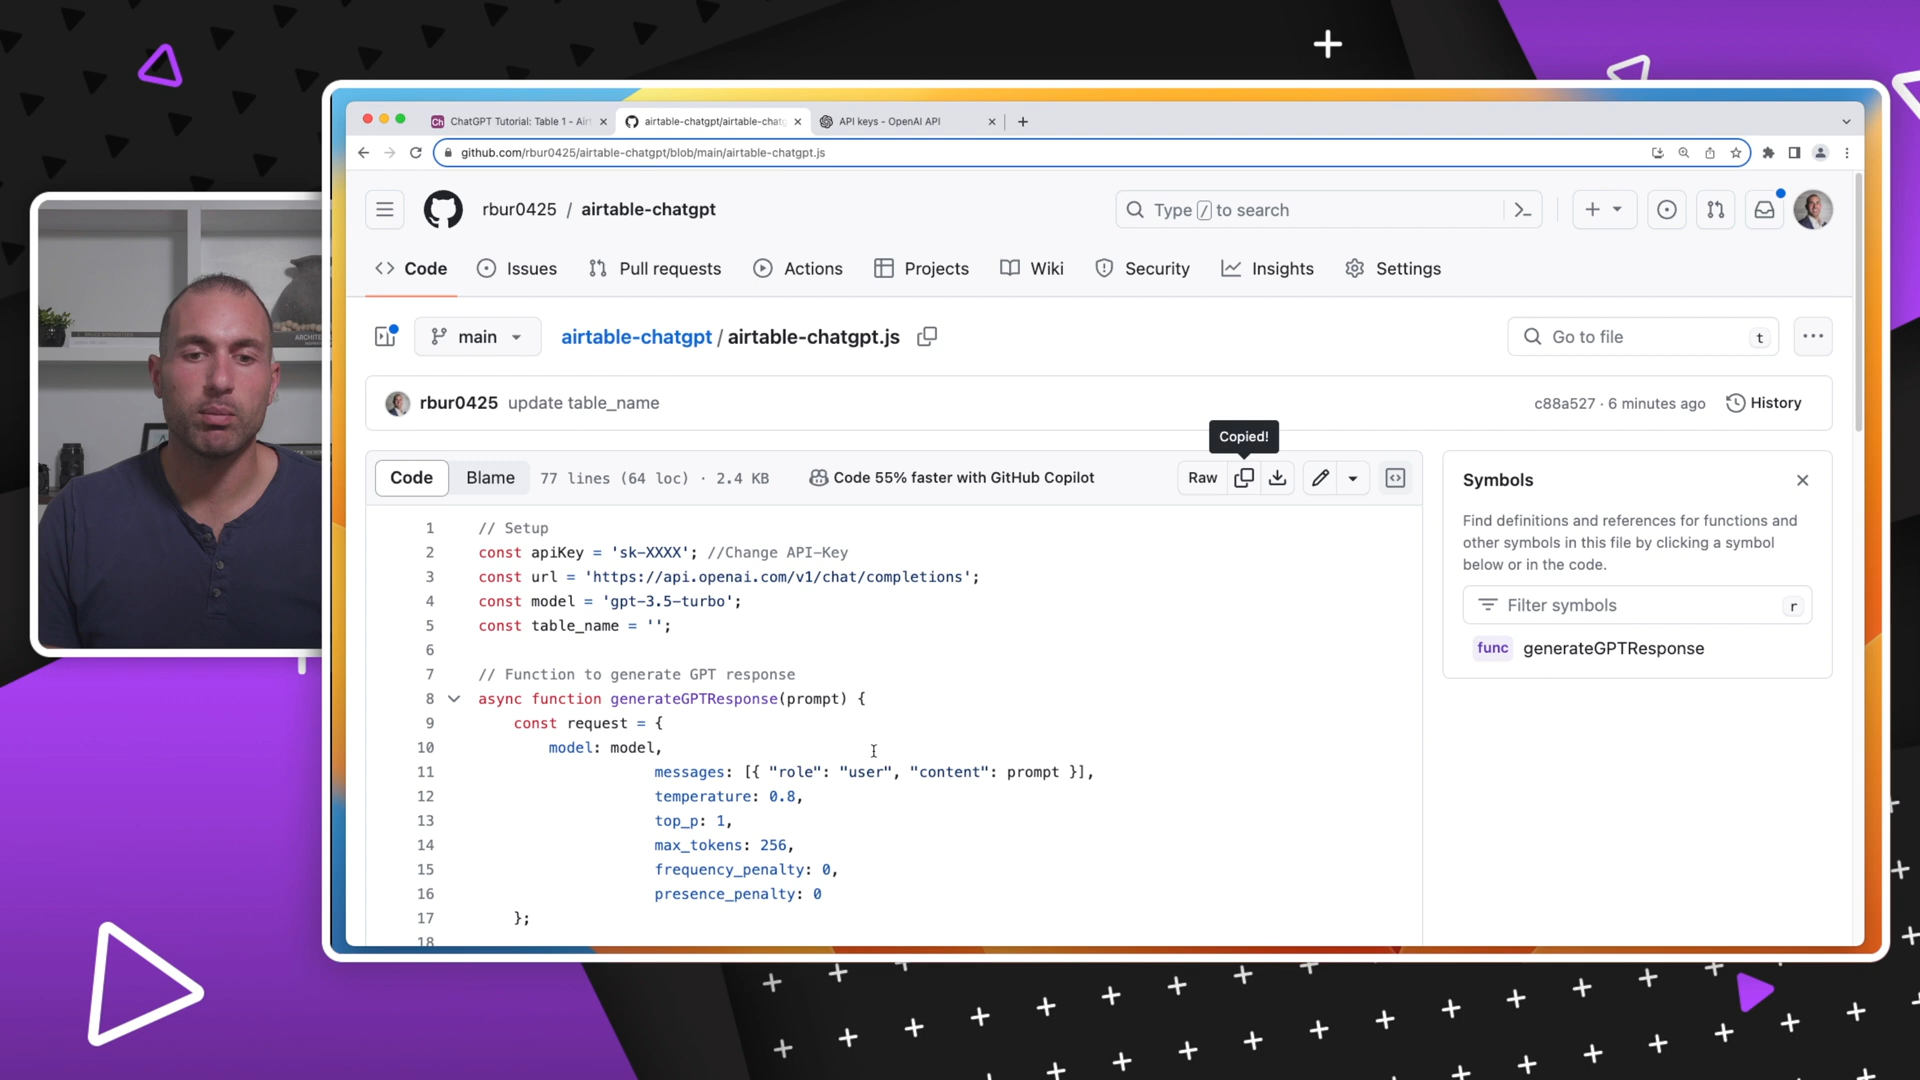 ChatGPT Tutorial: Table 1 - Air
airtable-chatgpt/airtable-chatg
API keys - OpenAI API
github.com/rbur0425/airtable-chatgpt/blob/main/airtable-chatgpt.js
rbur0425 / airtable-chatgpt
Type / to search
Code
Issues
Pull requests
Actions
Projects
Wiki
Security
Insights
Settings
main
airtable-chatgpt / airtable-chatgpt.js
Go to file
t
rbur0425 update table_name
c88a527 · 6 minutes ago
History
Copied!
Code
Blame
77 lines (64 loc) · 2.4 KB
Code 55% faster with GitHub Copilot
Raw
1 // Setup
2 const apiKey = 'sk-XXXX'; //Change API-Key
3 const url = 'https://api.openai.com/v1/chat/completions';
4 const model = 'gpt-3.5-turbo';
5 const table_name = '';
6
7 // Function to generate GPT response
8 async function generateGPTResponse(prompt) {
9 const request = {
10 model: model,
11 messages: [{ "role": "user", "content": prompt }],
12 temperature: 0.8,
13 top_p: 1,
14 max_tokens: 256,
15 frequency_penalty: 0,
16 presence_penalty: 0
17 };
18
Symbols
Find definitions and references for functions and
other symbols in this file by clicking a symbol
below or in the code.
Filter symbols
r
func generateGPTResponse